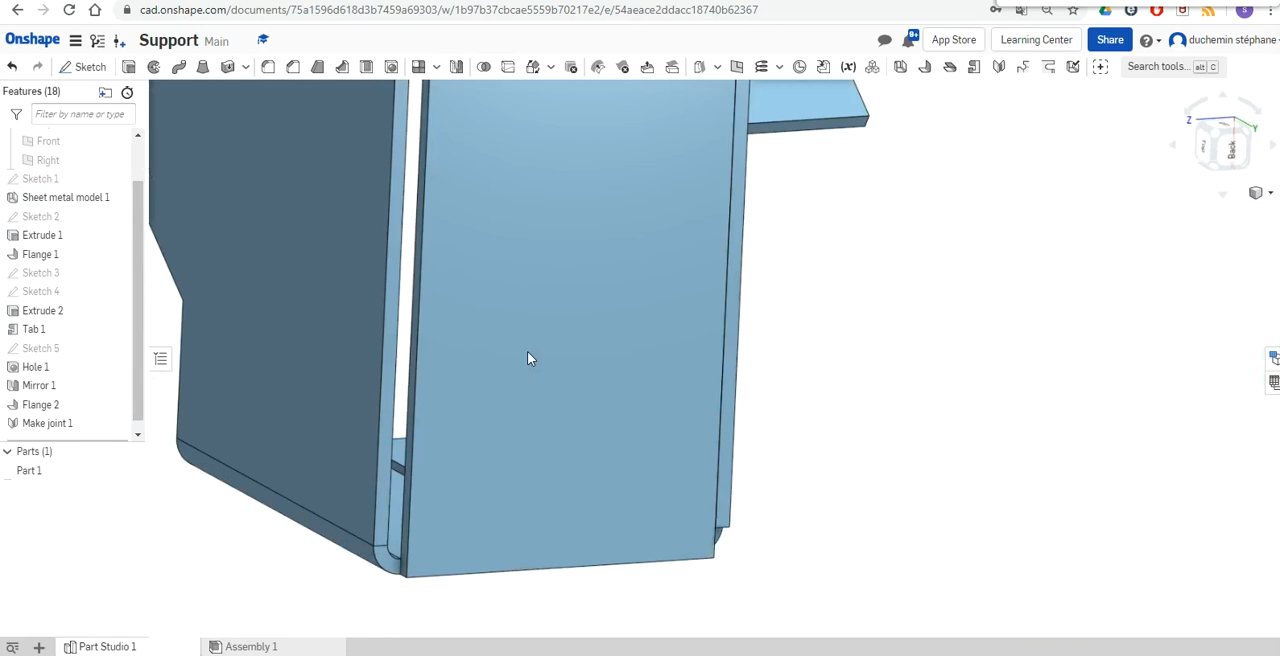 cad.onshape.com/documents/75a1596d618d3b7459a69303/w/1b97b37cbcae5559b70217e2/e/54aeace2ddacc18740b62367
Onshape Support Main App Store Learning Center Share duchemin stéphane
9+
Sketch Search tools... alt C
Features (18)
Filter by name or type
Front
Right
Sketch 1
Sheet metal model 1
Sketch 2
Extrude 1
Flange 1
Sketch 3
Sketch 4
Extrude 2
Tab 1
Sketch 5
Hole 1
Mirror 1
Flange 2
Make joint 1
Parts (1)
Part 1
Z Y
Back
Part Studio 1 Assembly 1